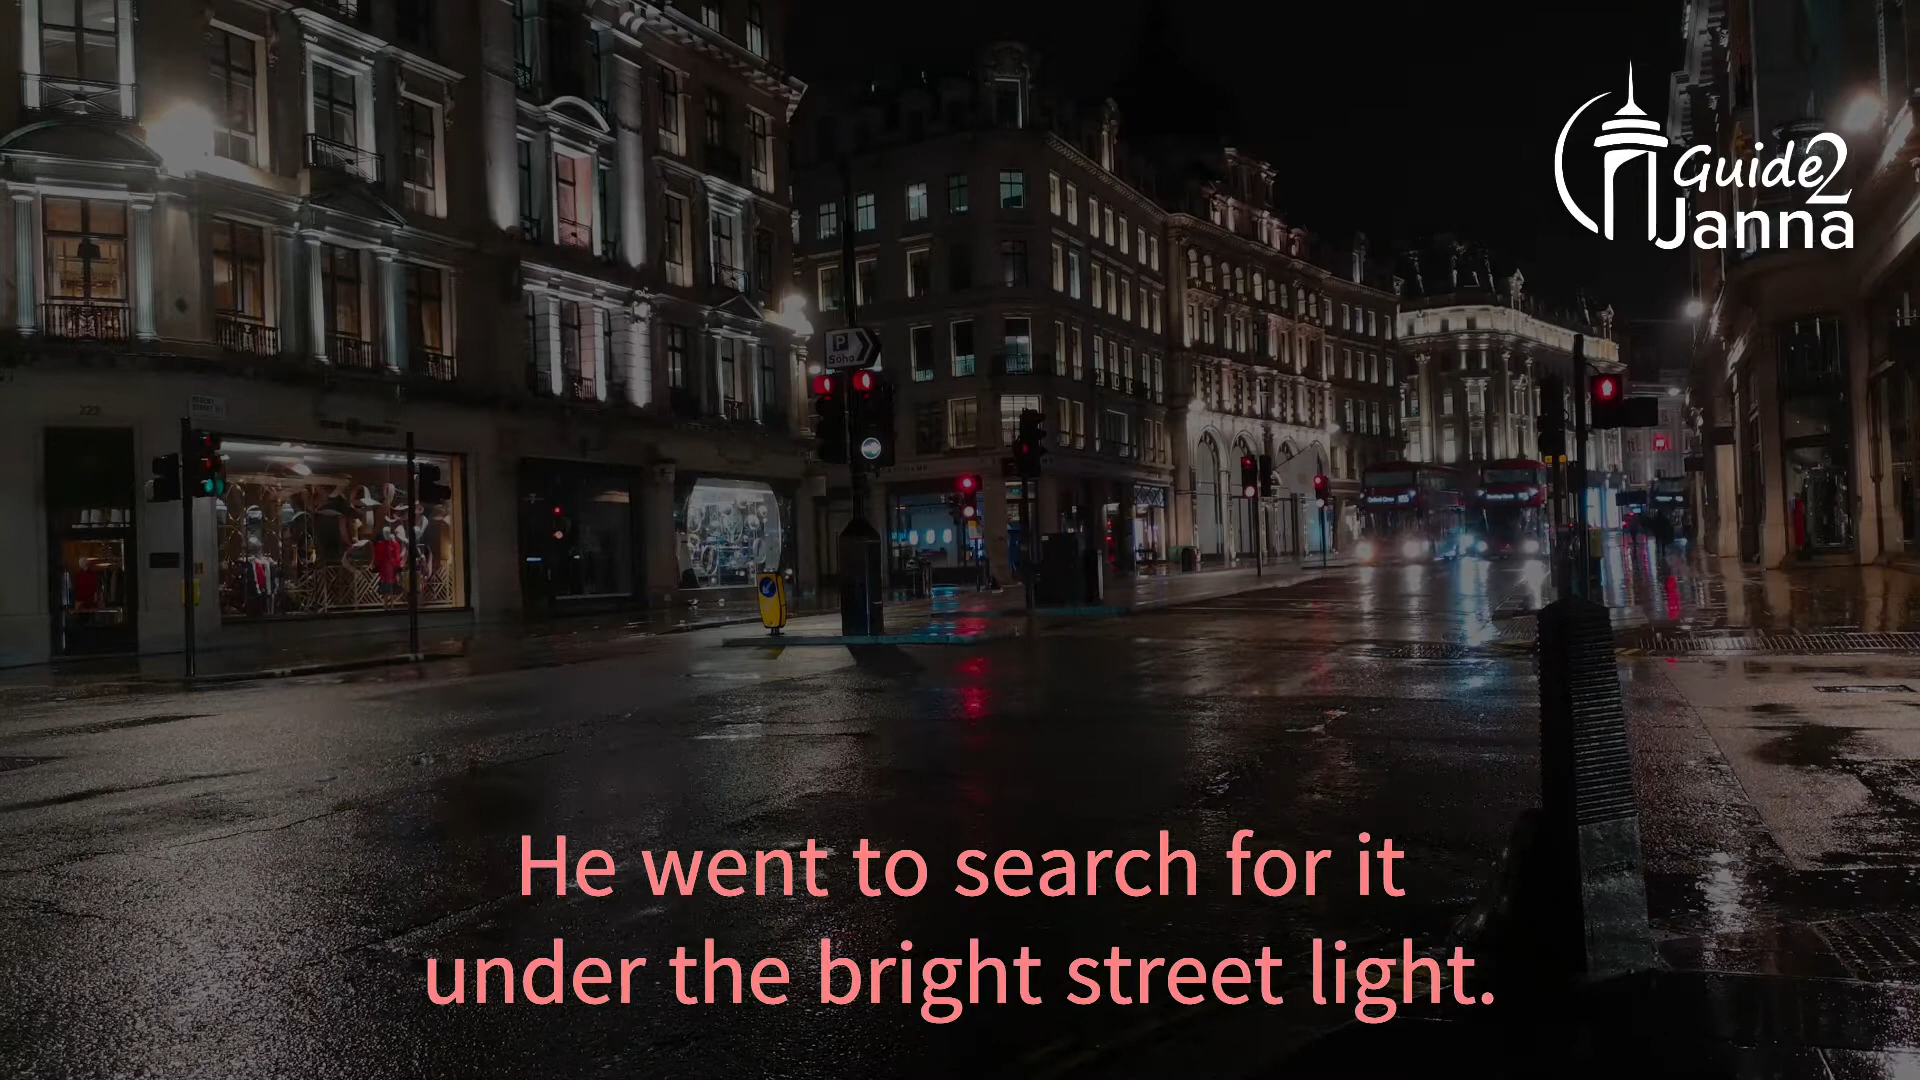 Guide2
Janna
P
Soho
He went to search for it
under the bright street light.